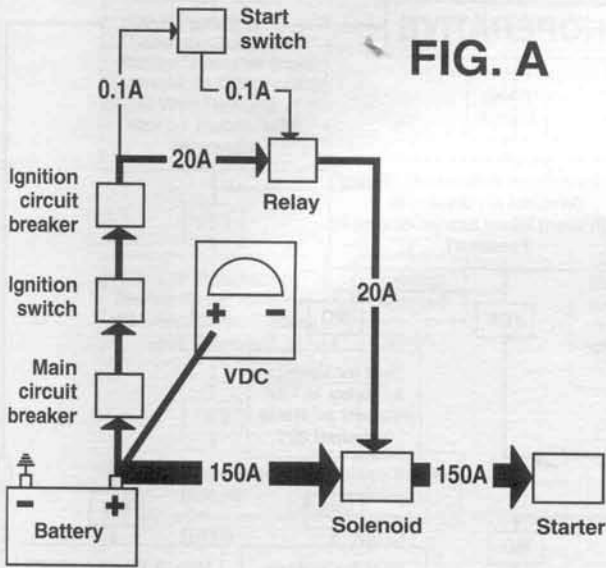 FIG. A
Start
switch
0.1A
0.1A
20A
Relay
Ignition
circuit
breaker
Ignition
switch
20A
+ -
VDC
Main
circuit
breaker
- +
Battery
150A
150A
Solenoid
Starter